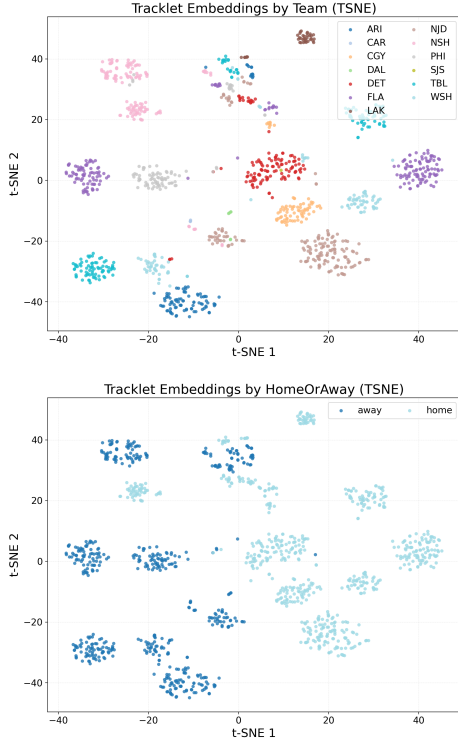 Tracklet Embeddings by Team (TSNE)
ARI NJD
CAR NSH
CGY PHI
DAL SJS
DET TBL
FLA WSH
LAK
40
20
0
−20
−40
t-SNE 2
−40 −20 0 20 40
t-SNE 1
Tracklet Embeddings by HomeOrAway (TSNE)
away home
40
20
0
−20
−40
t-SNE 2
−40 −20 0 20 40
t-SNE 1